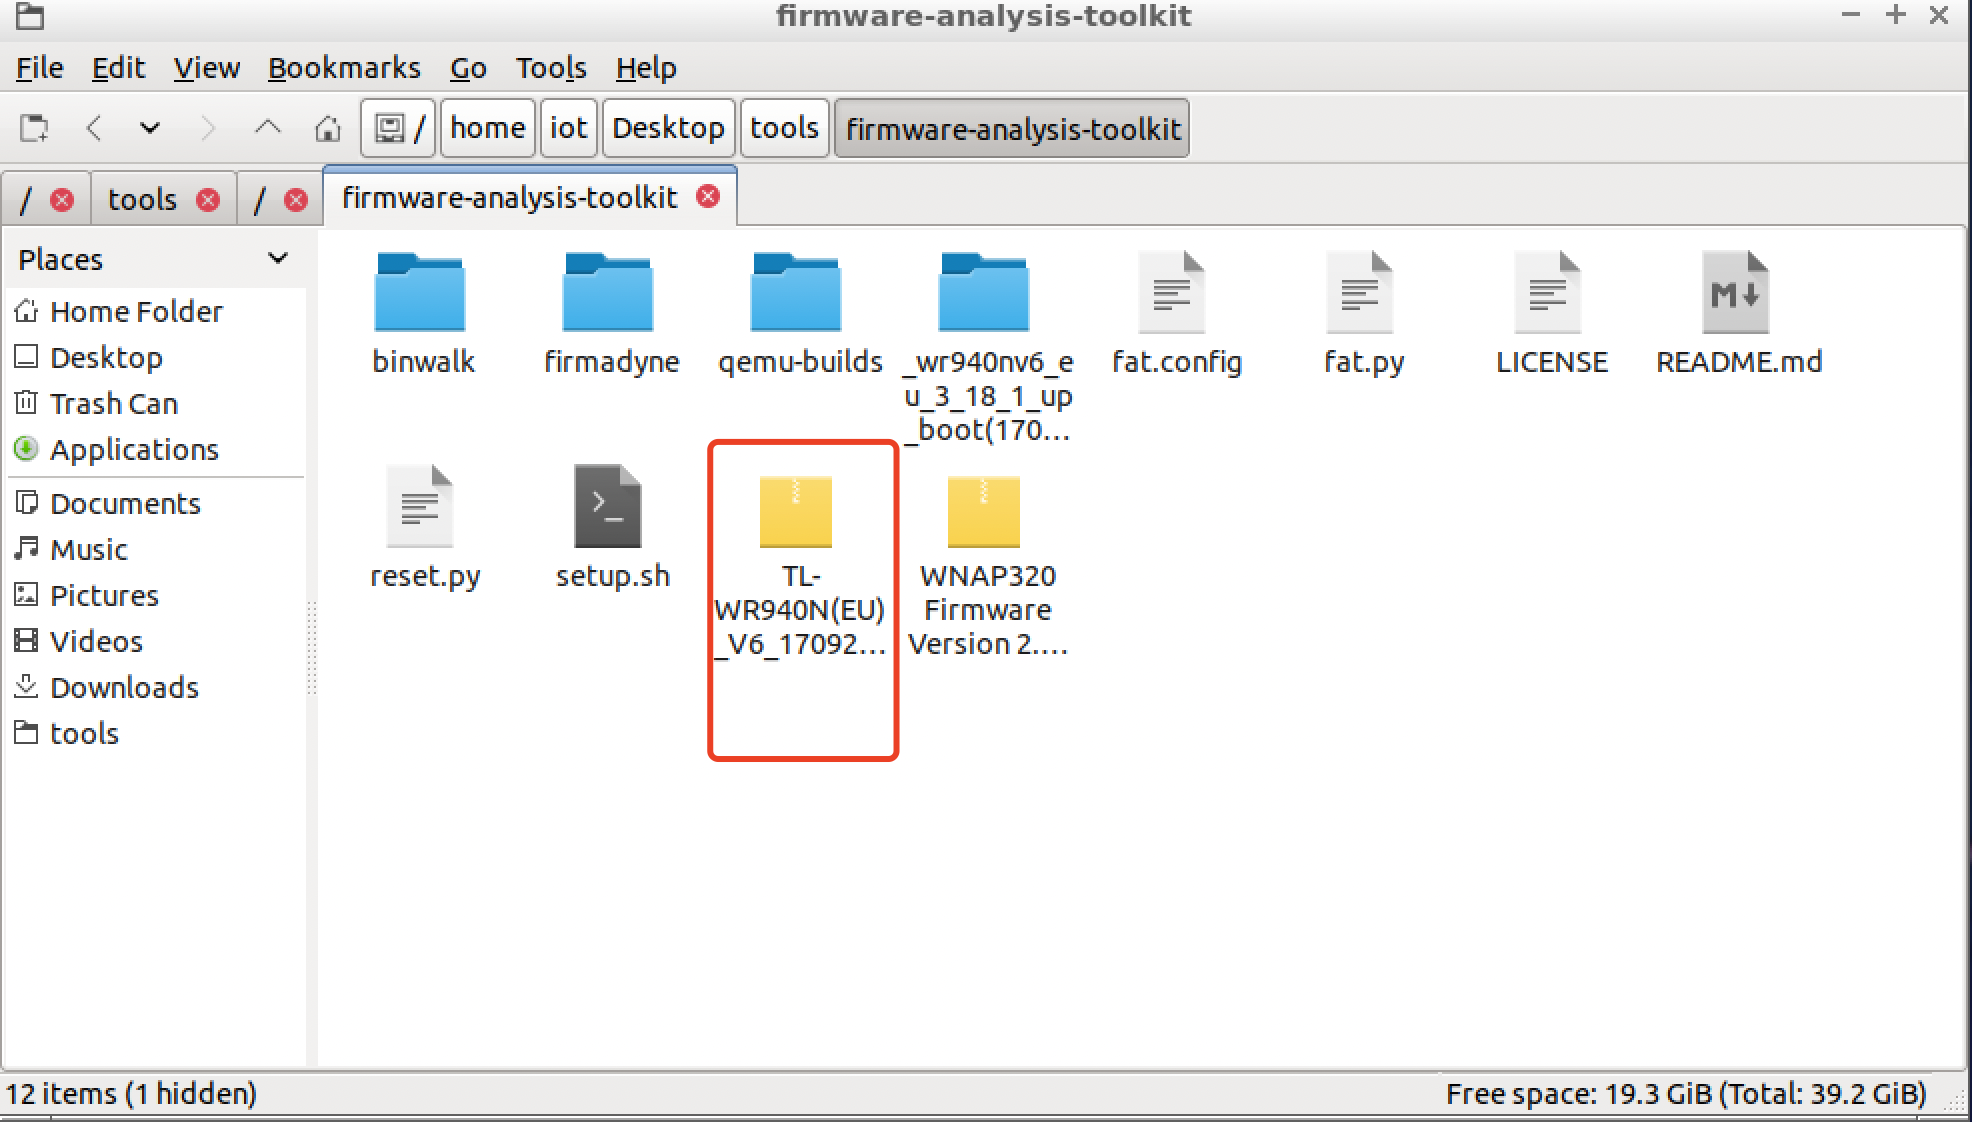 firmware-analysis-toolkit
File Edit View Bookmarks Go Tools Help
/ home iot Desktop tools firmware-analysis-toolkit
/ tools / firmware-analysis-toolkit
Places
Home Folder
Desktop
Trash Can
Applications
Documents
Music
Pictures
Videos
Downloads
tools
binwalk
firmadyne
qemu-builds
_wr940nv6_e
u_3_18_1_up
_boot(170...
fat.config
fat.py
LICENSE
M
README.md
reset.py
>_
setup.sh
TL-
WR940N(EU)
_V6_17092...
WNAP320
Firmware
Version 2....
12 items (1 hidden)
Free space: 19.3 GiB (Total: 39.2 GiB)